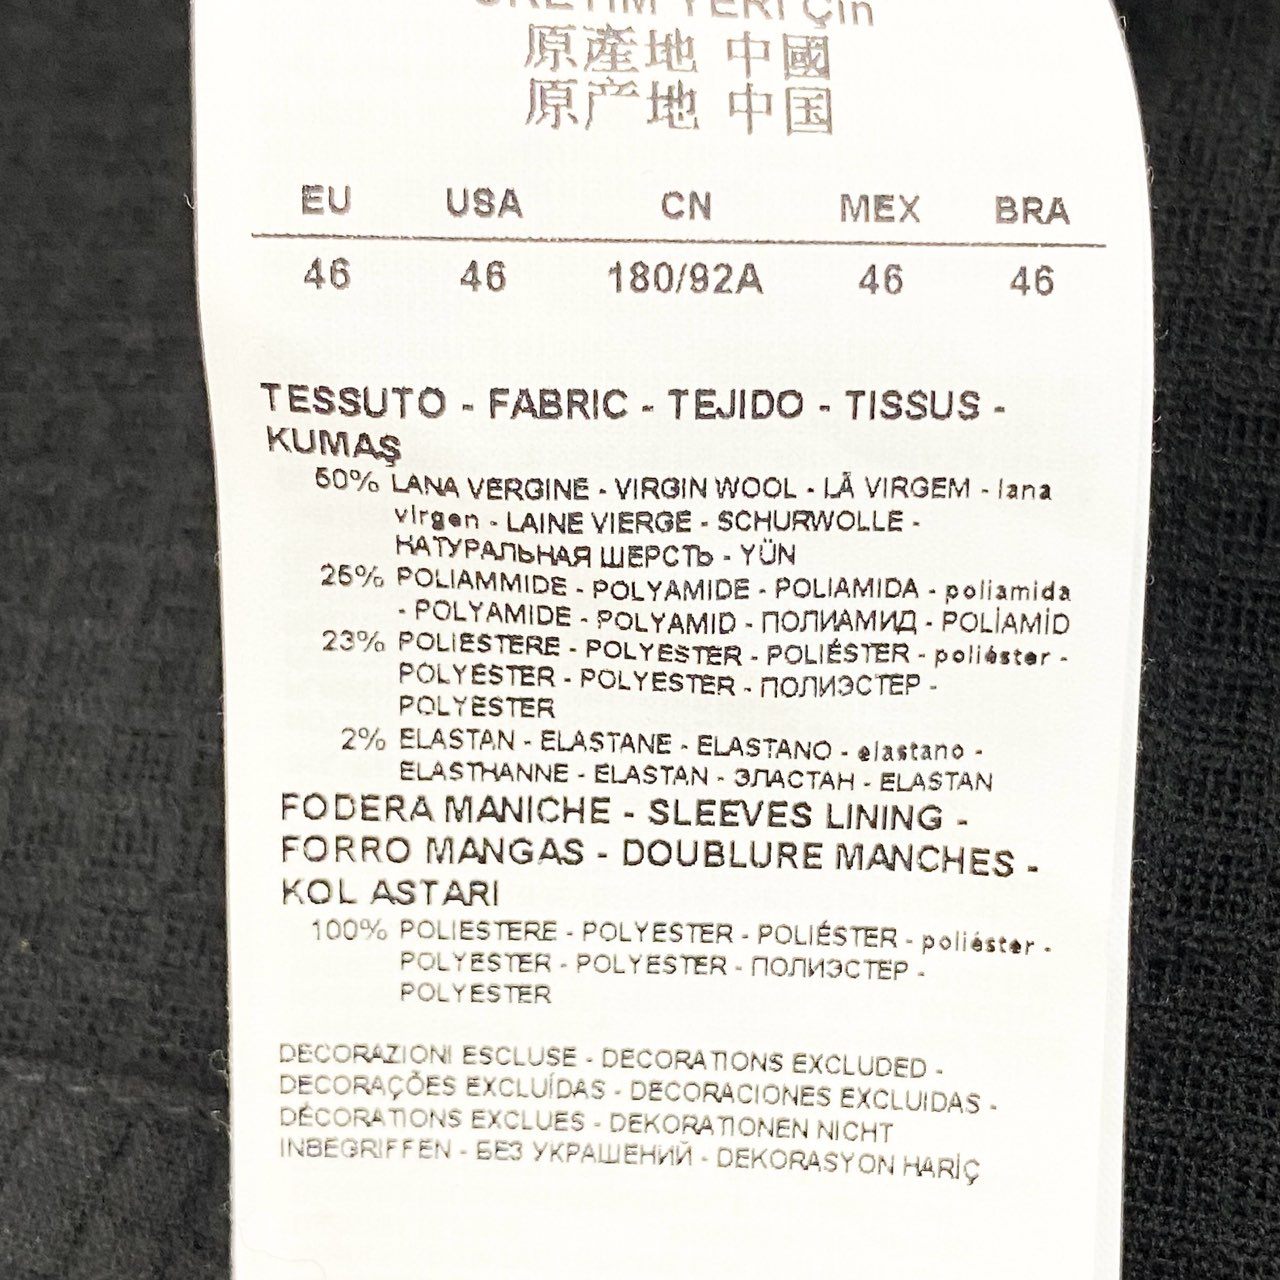 ÜRETİM YERİ Çin
原產地 中國
原产地 中国
EU USA CN MEX BRA
46 46 180/92A 46 46
TESSUTO - FABRIC - TEJIDO - TISSUS -
KUMAŞ
50% LANA VERGINE - VIRGIN WOOL - LÃ VIRGEM - lana
virgen - LAINE VIERGE - SCHURWOLLE -
НАТУРАЛЬНАЯ ШЕРСТЬ - YÜN
25% POLIAMMIDE - POLYAMIDE - POLIAMIDA - poliamida
- POLYAMIDE - POLYAMID - ПОЛИАМИД - POLİAMİD
23% POLIESTERE - POLYESTER - POLIÉSTER - poliéster -
POLYESTER - POLYESTER - ПОЛИЭСТЕР -
POLYESTER
2% ELASTAN - ELASTANE - ELASTANO - elastano -
ELASTHANNE - ELASTAN - ЭЛАСТАН - ELASTAN
FODERA MANICHE - SLEEVES LINING -
FORRO MANGAS - DOUBLURE MANCHES -
KOL ASTARI
100% POLIESTERE - POLYESTER - POLIÉSTER - poliéster -
POLYESTER - POLYESTER - ПОЛИЭСТЕР -
POLYESTER
DECORAZIONI ESCLUSE - DECORATIONS EXCLUDED -
DECORAÇÕES EXCLUÍDAS - DECORACIONES EXCLUIDAS -
DÉCORATIONS EXCLUES - DEKORATIONEN NICHT
INBEGRIFFEN - БЕЗ УКРАШЕНИЙ - DEKORASYON HARİÇ